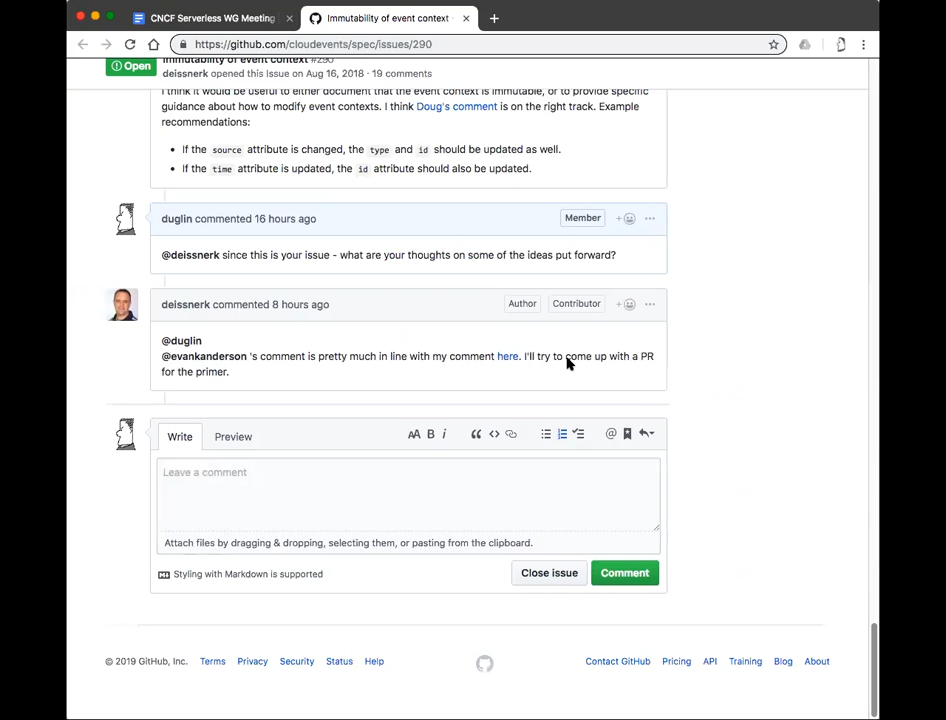 CNCF Serverless WG Meeting
Immutability of event context
https://github.com/cloudevents/spec/issues/290
Open
Immutability of event context #290
deissnerk opened this Issue on Aug 16, 2018 · 19 comments
I think it would be useful to either document that the event context is immutable, or to provide specific
guidance about how to modify event contexts. I think Doug's comment is on the right track. Example
recommendations:
• If the source attribute is changed, the type and id should be updated as well.
• If the time attribute is updated, the id attribute should also be updated.
duglin commented 16 hours ago
Member
@deissnerk since this is your issue - what are your thoughts on some of the ideas put forward?
deissnerk commented 8 hours ago
Author Contributor
@duglin
@evankanderson 's comment is pretty much in line with my comment here. I'll try to come up with a PR
for the primer.
Write Preview
AA B i
Leave a comment
Attach files by dragging & dropping, selecting them, or pasting from the clipboard.
Styling with Markdown is supported
Close issue Comment
© 2019 GitHub, Inc. Terms Privacy Security Status Help
Contact GitHub Pricing API Training Blog About